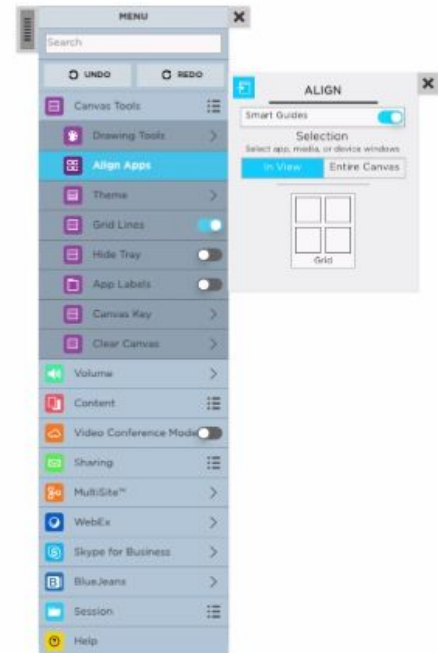 MENU
Search
UNDO REDO
Canvas Tools
Drawing Tools
Align Apps
Theme
Grid Lines
Hide Tray
App Labels
Canvas Key
Clear Canvas
Volume
Content
Video Conference Mode
Sharing
MultiSite™
WebEx
Skype for Business
BlueJeans
Session
Help
ALIGN
Smart Guides
Selection
Select app, media, or device windows
In View Entire Canvas
Grid